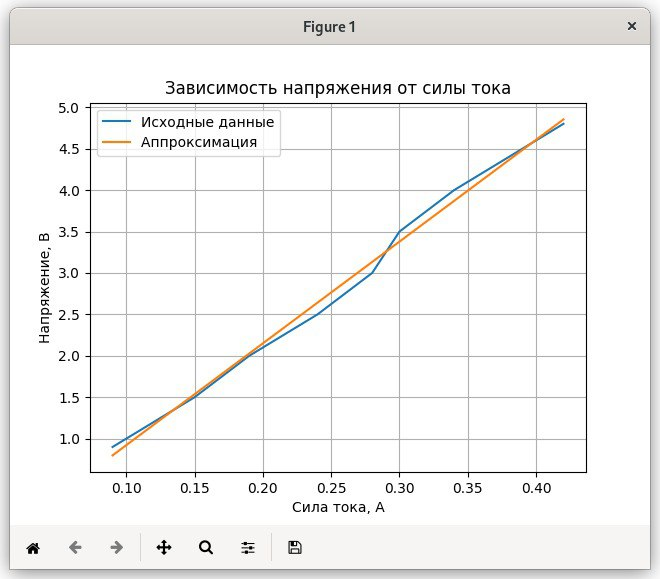 Figure 1
×
Зависимость напряжения от силы тока
Исходные данные
Аппроксимация
Напряжение, В
5.0
4.5
4.0
3.5
3.0
2.5
2.0
1.5
1.0
0.10 0.15 0.20 0.25 0.30 0.35 0.40
Сила тока, А